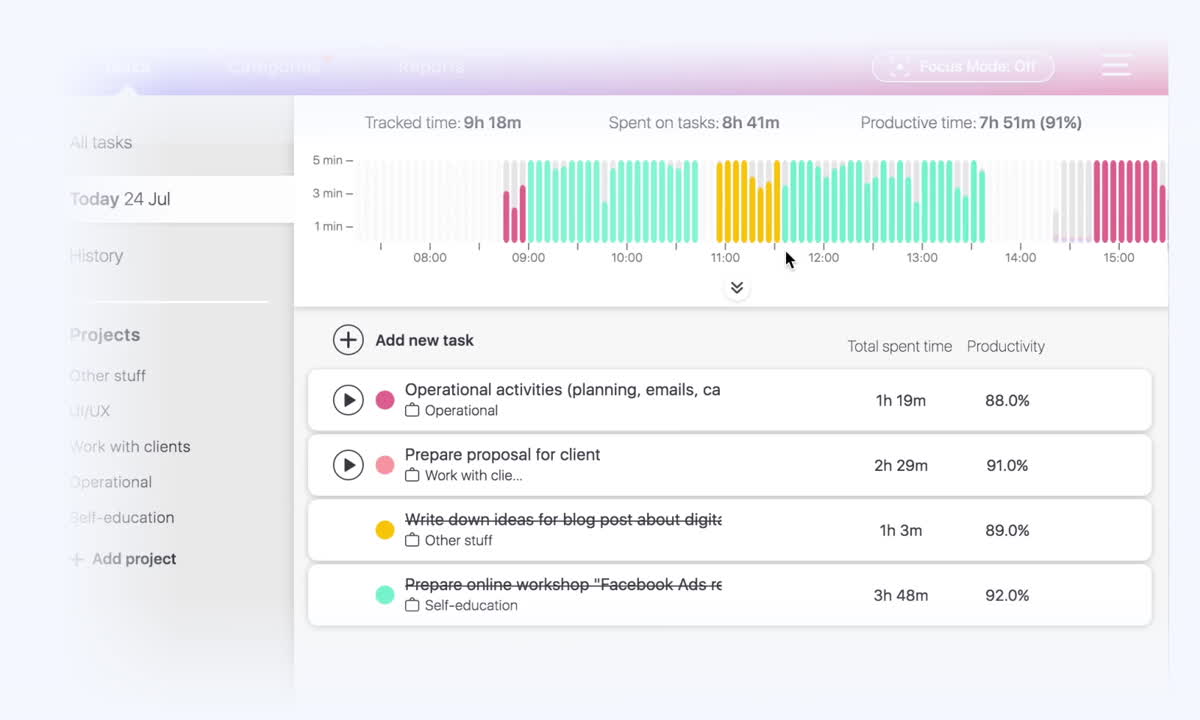 Tasks Categories Reports Focus Mode: Off
All tasks
Today 24 Jul
History
Projects
Other stuff
UI/UX
Work with clients
Operational
Self-education
+ Add project
Tracked time: 9h 18m Spent on tasks: 8h 41m Productive time: 7h 51m (91%)
5 min
3 min
1 min
08:00 09:00 10:00 11:00 12:00 13:00 14:00 15:00
Add new task Total spent time Productivity
Operational activities (planning, emails, ca
Operational
1h 19m 88.0%
Prepare proposal for client
Work with clie...
2h 29m 91.0%
Write down ideas for blog post about digita
Other stuff
1h 3m 89.0%
Prepare online workshop "Facebook Ads re
Self-education
3h 48m 92.0%